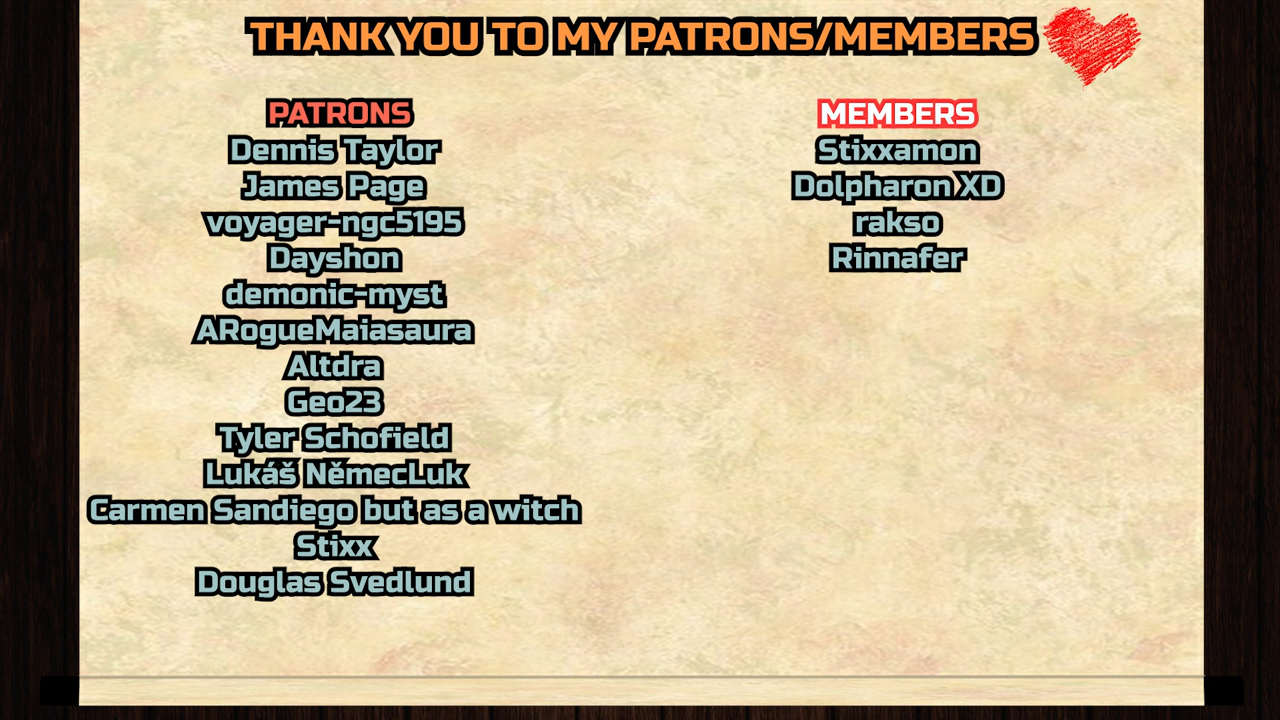 THANK YOU TO MY PATRONS/MEMBERS
PATRONS
Dennis Taylor
James Page
voyager-ngc5195
Dayshon
demonic-myst
ARogueMaiasaura
Altdra
Geo23
Tyler Schofield
Lukáš NěmecLuk
Carmen Sandiego but as a witch
Stixx
Douglas Svedlund
MEMBERS
Stixxamon
Dolpharon XD
rakso
Rinnafer